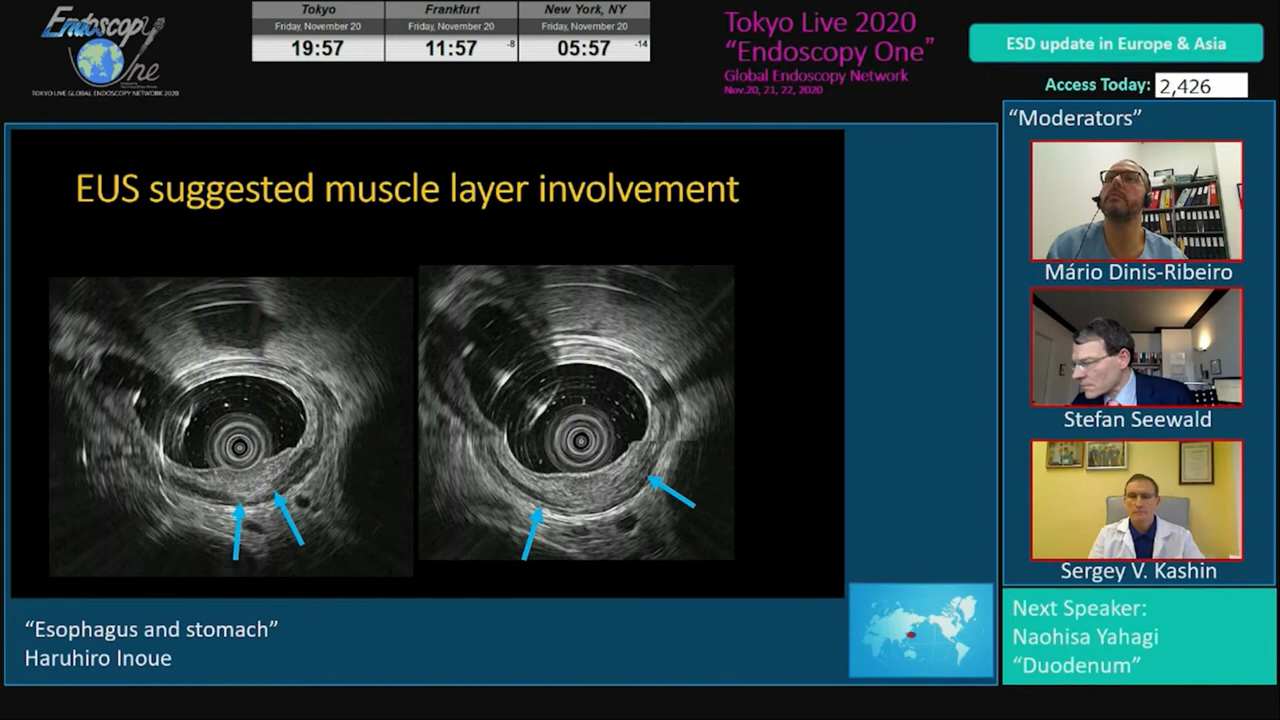 Endoscopy
One
TOKYO LIVE GLOBAL ENDOSCOPY NETWORK 2020
Tokyo
Friday, November 20
19:57
Frankfurt
Friday, November 20
11:57 -8
New York, NY
Friday, November 20
05:57 -14
Tokyo Live 2020
“Endoscopy One”
Global Endoscopy Network
Nov.20, 21, 22, 2020
ESD update in Europe & Asia
Access Today: 2,426
EUS suggested muscle layer involvement
“Moderators”
Mário Dinis-Ribeiro
Stefan Seewald
Sergey V. Kashin
“Esophagus and stomach”
Haruhiro Inoue
Next Speaker:
Naohisa Yahagi
“Duodenum”